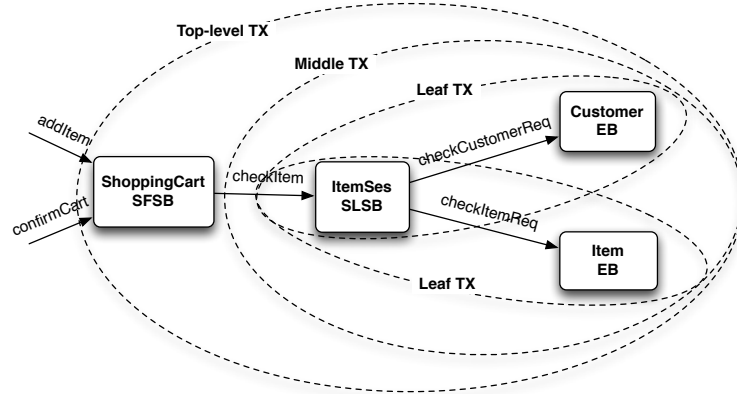 Top-level TX
Middle TX
Leaf TX
addItem
confirmCart
ShoppingCart
SFSB
checkItem
ItemSes
SLSB
checkCustomerReq
Customer
EB
checkItemReq
Item
EB
Leaf TX